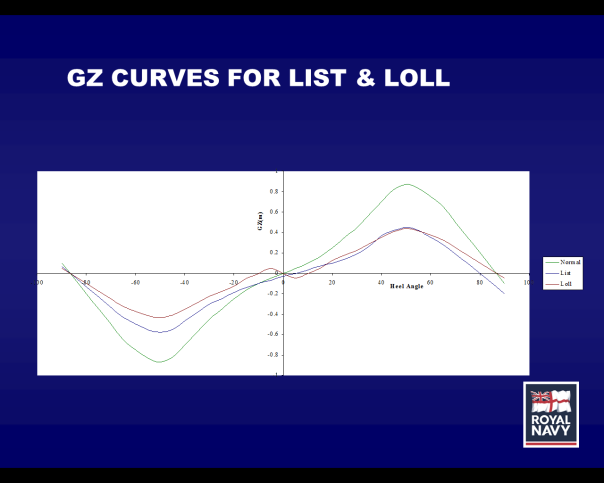 GZ CURVES FOR LIST & LOLL
GZ(m)
0.8
0.6
0.4
0.2
0
-80
-60
-40
-20
0
20
40
60
80
-0.2
-0.4
-0.6
-0.8
Heel Angle
Normal
List
Loll
ROYAL
NAVY